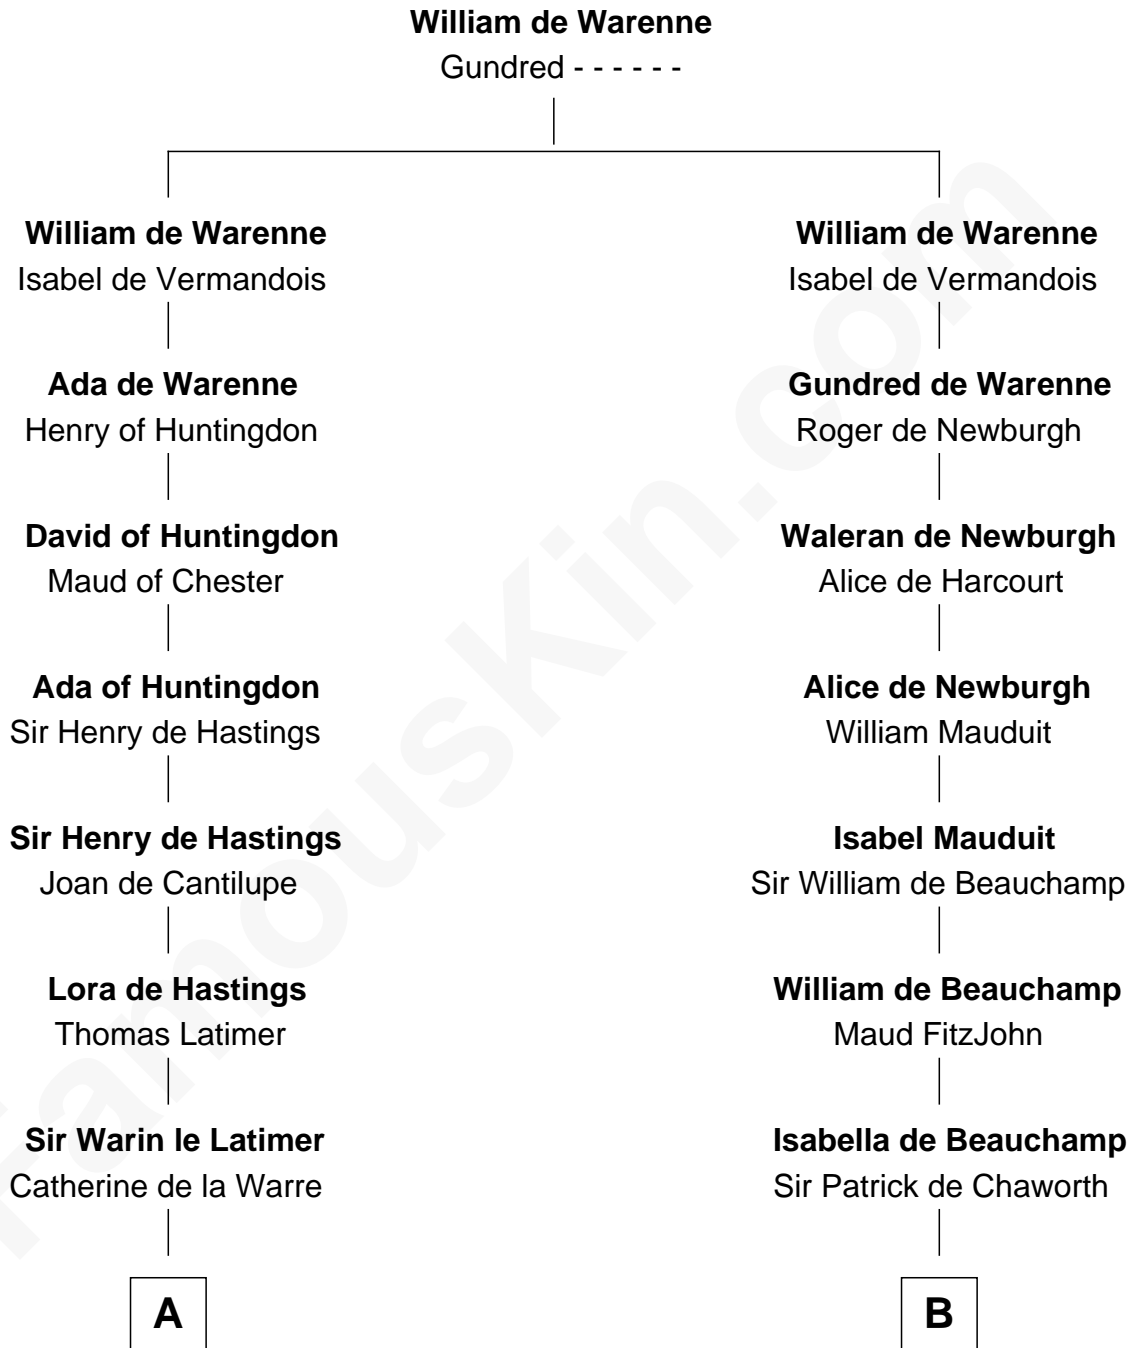 William de Warenne
Gundred - - - - - -
William de Warenne
Isabel de Vermandois
William de Warenne
Isabel de Vermandois
Ada de Warenne
Henry of Huntingdon
Gundred de Warenne
Roger de Newburgh
David of Huntingdon
Maud of Chester
Waleran de Newburgh
Alice de Harcourt
Ada of Huntingdon
Sir Henry de Hastings
Alice de Newburgh
William Mauduit
Sir Henry de Hastings
Joan de Cantilupe
Isabel Mauduit
Sir William de Beauchamp
Lora de Hastings
Thomas Latimer
William de Beauchamp
Maud FitzJohn
Sir Warin le Latimer
Catherine de la Warre
Isabella de Beauchamp
Sir Patrick de Chaworth
A
B
FamousKin.com